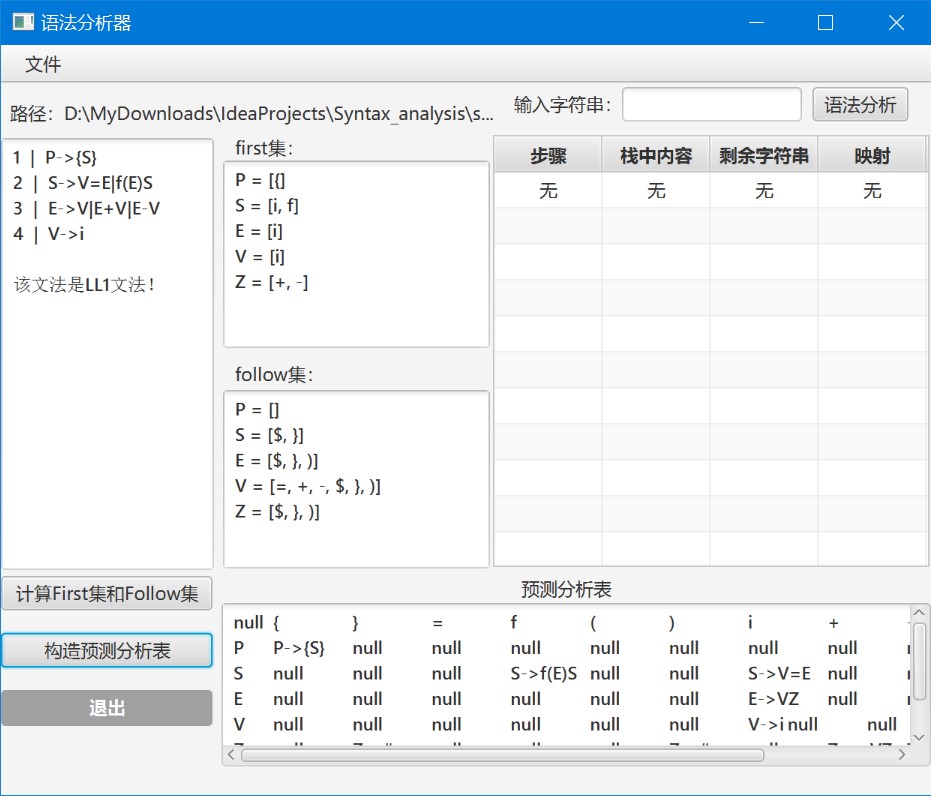 语法分析器
文件
路径：D:\MyDownloads\IdeaProjects\Syntax_analysis\s...
输入字符串：
语法分析
1 | P->{S}
2 | S->V=E|f(E)S
3 | E->V|E+V|E-V
4 | V->i
该文法是LL1文法！
first集：
P = [{]
S = [i, f]
E = [i]
V = [i]
Z = [+, -]
follow集：
P = []
S = [$, }]
E = [$, }, )]
V = [=, +, -, $, }, )]
Z = [$, }, )]
步骤 栈中内容 剩余字符串 映射
无 无 无 无
计算First集和Follow集
构造预测分析表
退出
预测分析表
null { } = f ( ) i +
P P->{S} null null null null null null null
S null null null S->f(E)S null null S->V=E null
E null null null null null null E->VZ null
V null null null null null null V->i null null